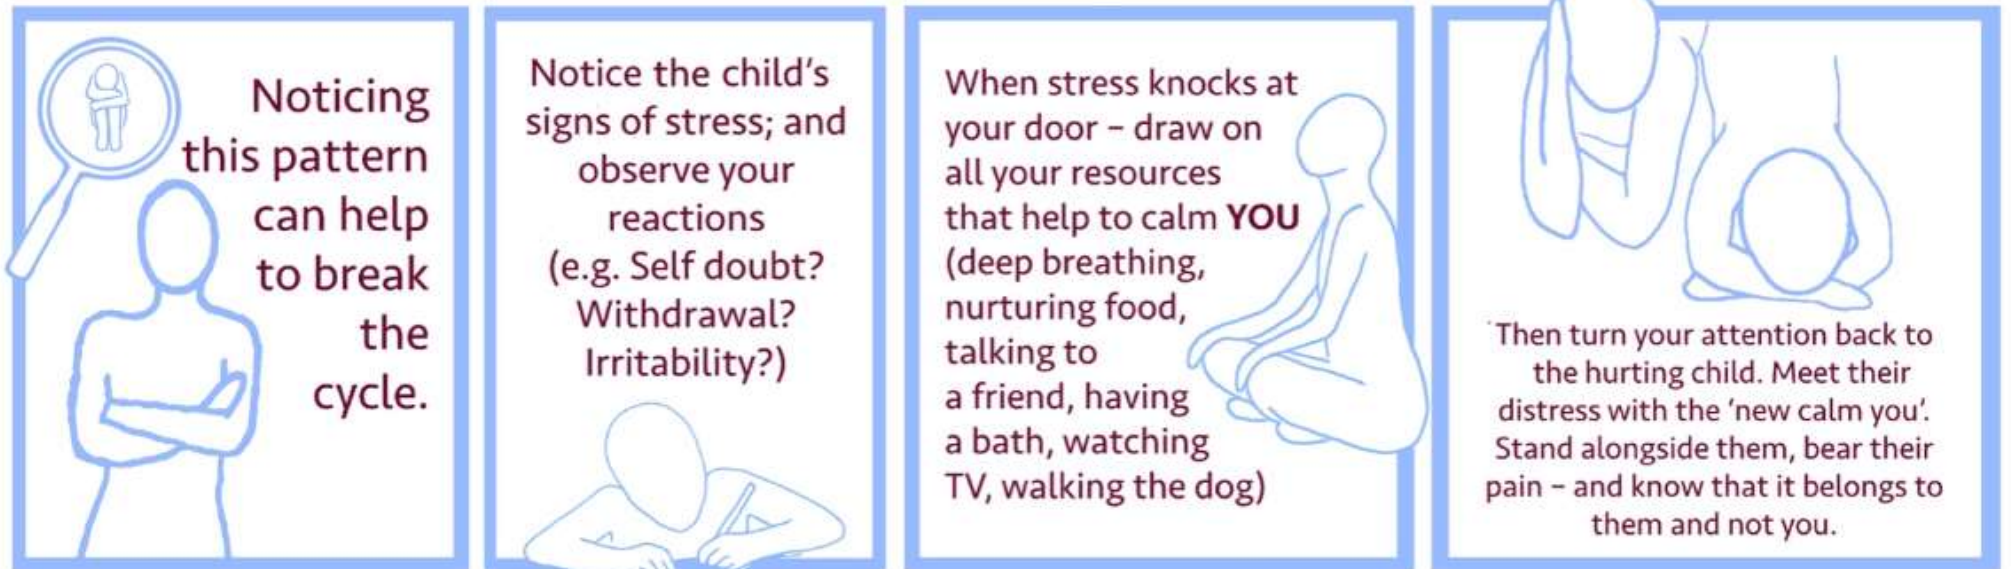 Noticing
this pattern
can help
to break
the
cycle.
Notice the child's
signs of stress; and
observe your
reactions
(e.g. Self doubt?
Withdrawal?
Irritability?)
When stress knocks at
your door – draw on
all your resources
that help to calm YOU
(deep breathing,
nurturing food,
talking to
a friend, having
a bath, watching
TV, walking the dog)
Then turn your attention back to
the hurting child. Meet their
distress with the ‘new calm you’.
Stand alongside them, bear their
pain – and know that it belongs to
them and not you.